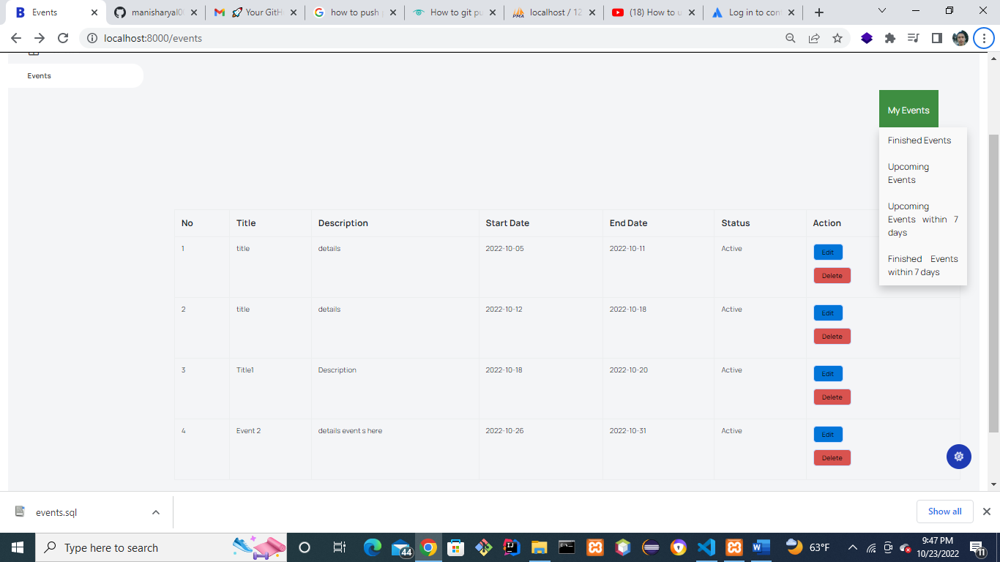 Events
manisharyal0
Your GitH
how to push
How to git pu
localhost / 12
(18) How to u
Log in to con
localhost:8000/events
Events
My Events
Finished Events
Upcoming
Events
Upcoming
Events within 7
days
Finished Events
within 7 days
No Title Description Start Date End Date Status Action
1 title details 2022-10-05 2022-10-11 Active Edit
Delete
2 title details 2022-10-12 2022-10-18 Active Edit
Delete
3 Title1 Description 2022-10-18 2022-10-20 Active Edit
Delete
4 Event 2 details event s here 2022-10-26 2022-10-31 Active Edit
Delete
events.sql
Show all
Type here to search
44
63°F
9:47 PM
10/23/2022
11